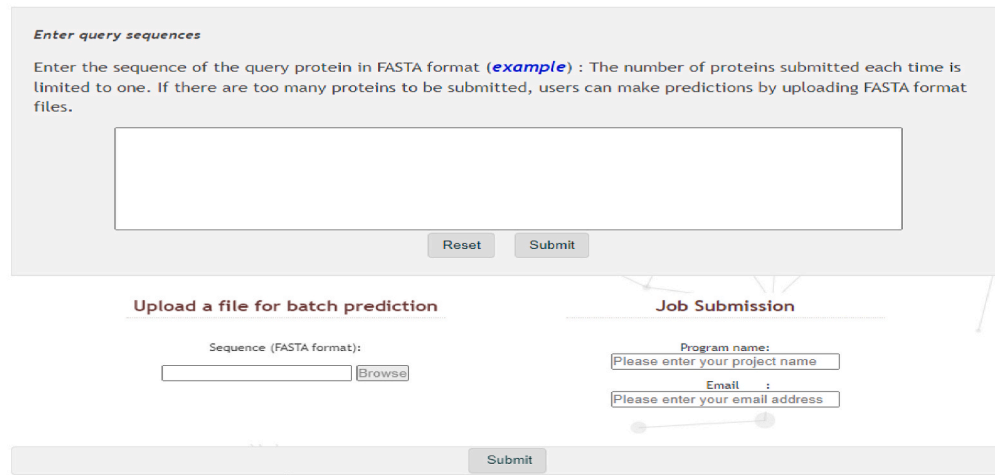 Enter query sequences
Enter the sequence of the query protein in FASTA format (example) : The number of proteins submitted each time is
limited to one. If there are too many proteins to be submitted, users can make predictions by uploading FASTA format
files.
Reset Submit
Upload a file for batch prediction
Sequence (FASTA format):
Browse
Job Submission
Program name:
Please enter your project name
Email :
Please enter your email address
Submit